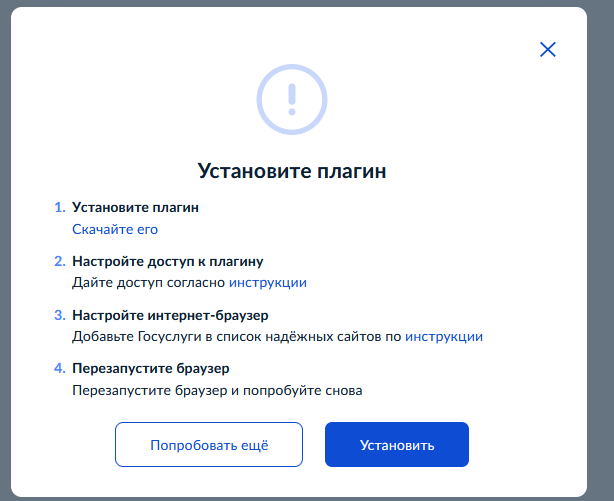 Установите плагин
1. Установите плагин
Скачайте его
2. Настройте доступ к плагину
Дайте доступ согласно инструкции
3. Настройте интернет-браузер
Добавьте Госуслуги в список надёжных сайтов по инструкции
4. Перезапустите браузер
Перезапустите браузер и попробуйте снова
Попробовать ещё
Установить